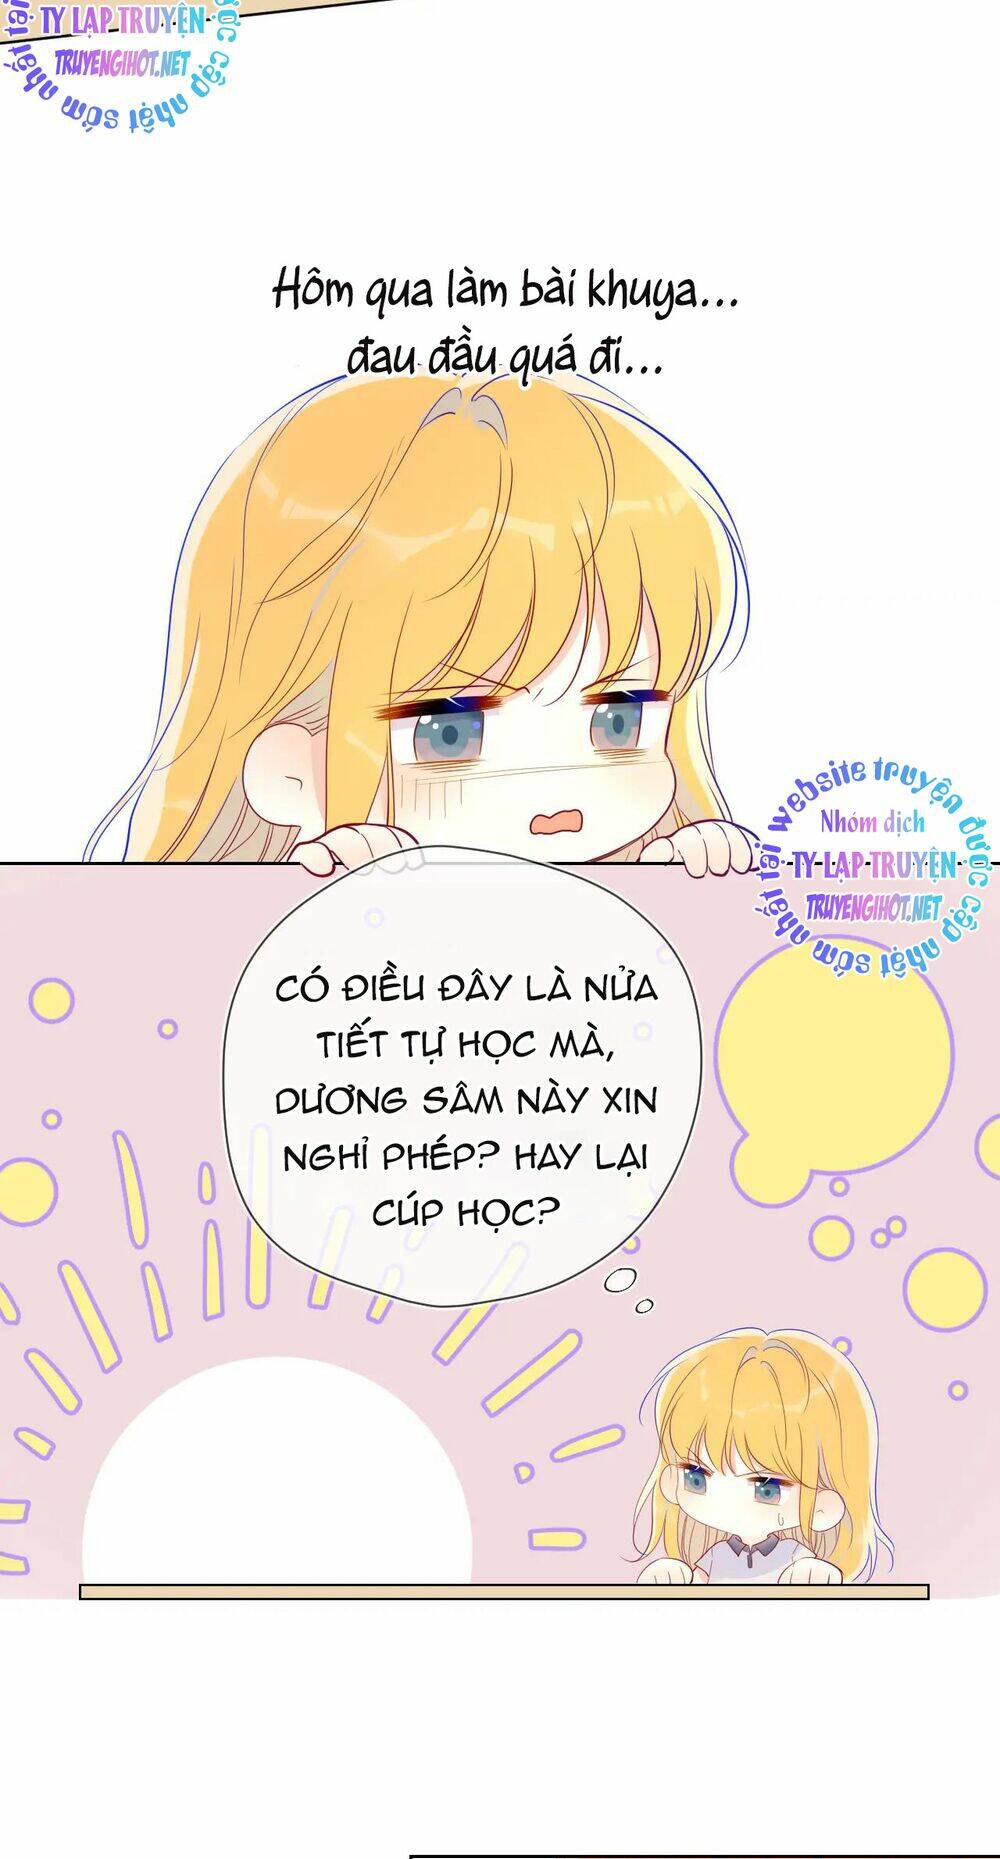 TY LẠP TRUYỆN
TRUYENGIHOT.NET
được cập nhật sớm nhất tại
Hôm qua làm bài khuya...
đau đầu quá đi...
website truyện được cập nhật sớm nhất tại
Nhóm dịch
TY LẠP TRUYỆN
TRUYENGIHOT.NET
CÓ ĐIỀU ĐÂY LÀ NỬA
TIẾT TỰ HỌC MÀ,
DƯƠNG SÂM NÀY XIN
NGHỈ PHÉP? HAY LẠI
CÚP HỌC?